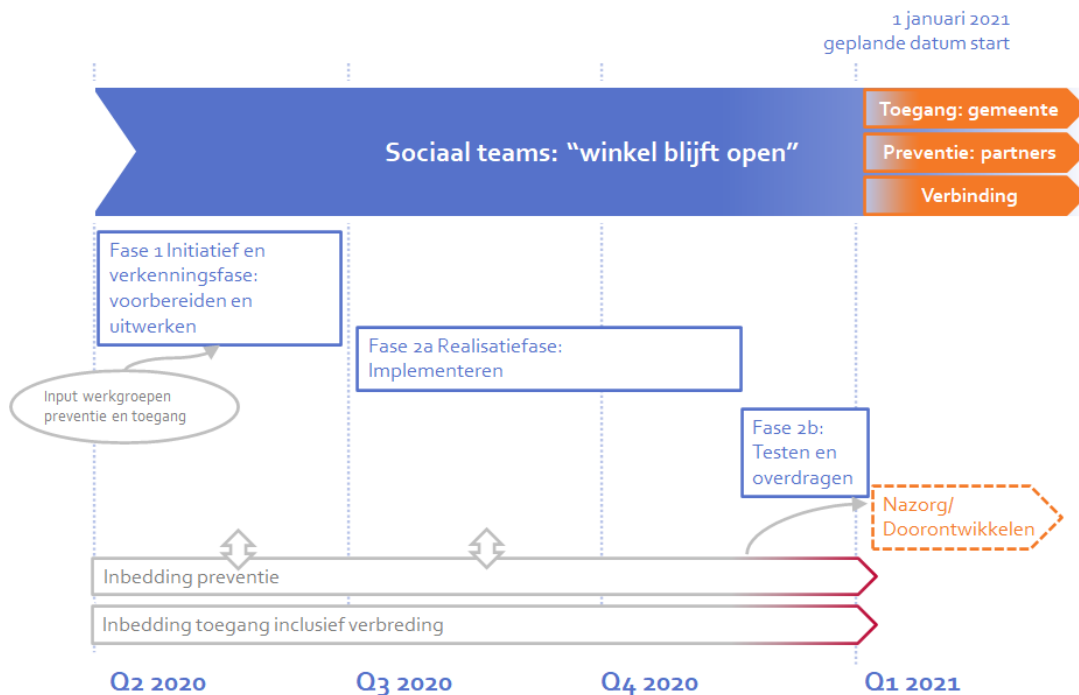 1 januari 2021
geplande datum start
Sociaal teams: “winkel blijft open”
Toegang: gemeente
Preventie: partners
Verbinding
Fase 1 Initiatief en
verkenningsfase:
voorbereiden en
uitwerken
Fase 2a Realisatiefase:
Implementeren
Input werkgroepen
preventie en toegang
Fase 2b:
Testen en
overdragen
Nazorg/
Doorontwikkelen
Inbedding preventie
Inbedding toegang inclusief verbreding
Q2 2020
Q3 2020
Q4 2020
Q1 2021